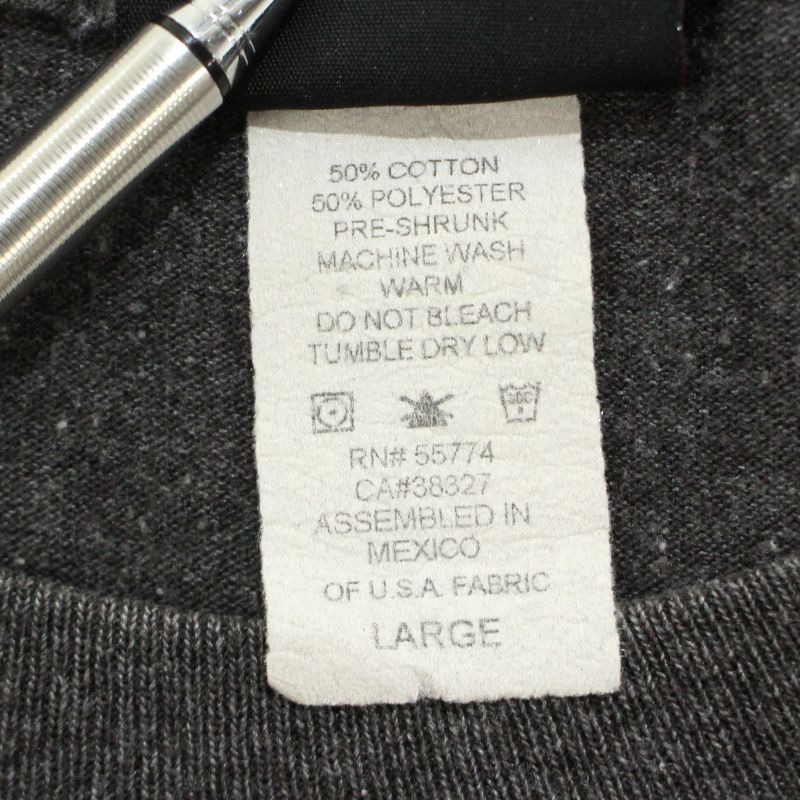 50% COTTON
50% POLYESTER
PRE-SHRUNK
MACHINE WASH
WARM
DO NOT BLEACH
TUMBLE DRY LOW
RN# 55774
CA#38327
ASSEMBLED IN
MEXICO
OF U.S.A. FABRIC
LARGE